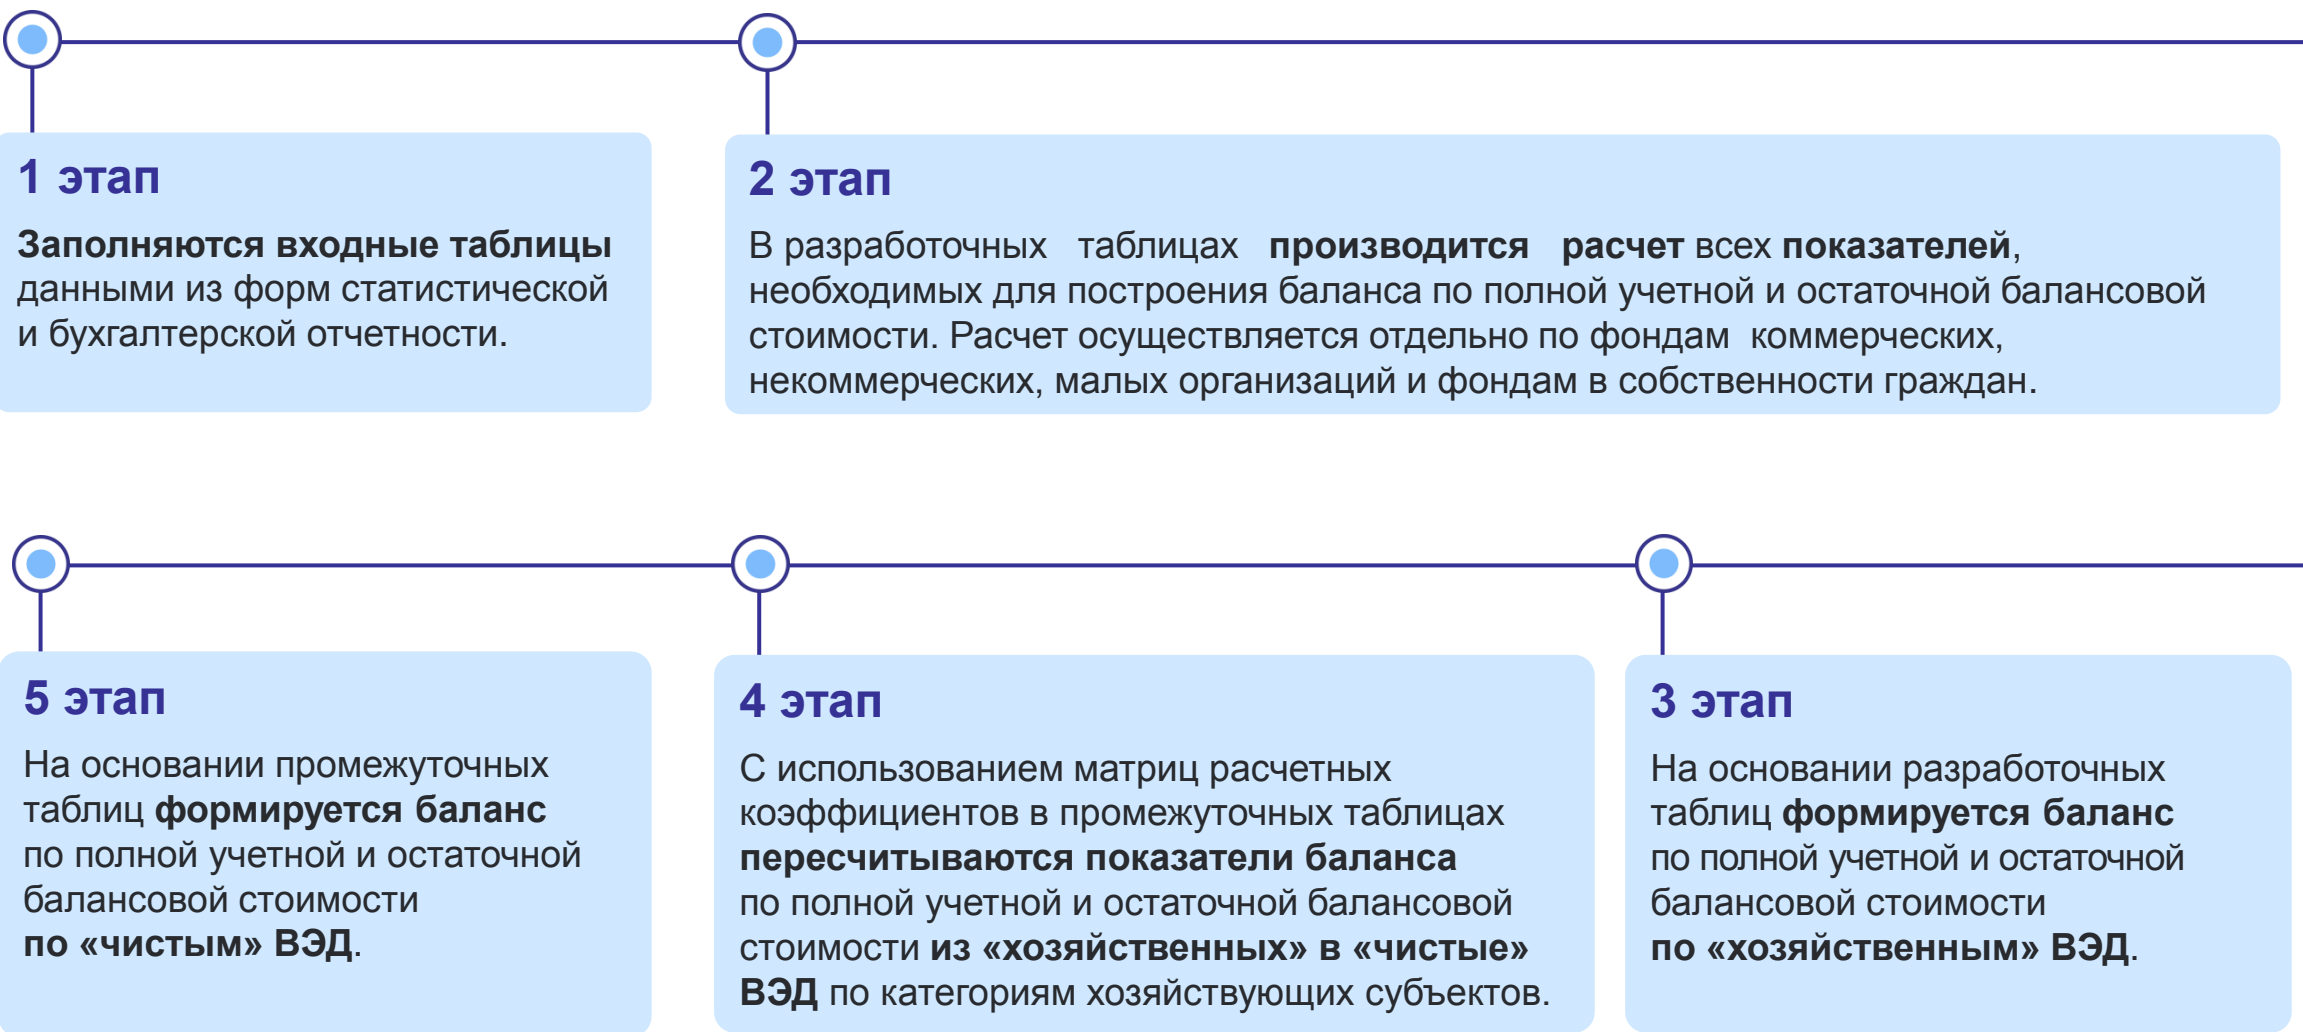 1 этап
Заполняются входные таблицы
данными из форм статистической
и бухгалтерской отчетности.
2 этап
В разработочных таблицах производится расчет всех показателей,
необходимых для построения баланса по полной учетной и остаточной балансовой
стоимости. Расчет осуществляется отдельно по фондам коммерческих,
некоммерческих, малых организаций и фондам в собственности граждан.
3 этап
На основании разработочных
таблиц формируется баланс
по полной учетной и остаточной
балансовой стоимости
по «хозяйственным» ВЭД.
4 этап
С использованием матриц расчетных
коэффициентов в промежуточных таблицах
пересчитываются показатели баланса
по полной учетной и остаточной балансовой
стоимости из «хозяйственных» в «чистые»
ВЭД по категориям хозяйствующих субъектов.
5 этап
На основании промежуточных
таблиц формируется баланс
по полной учетной и остаточной
балансовой стоимости
по «чистым» ВЭД.